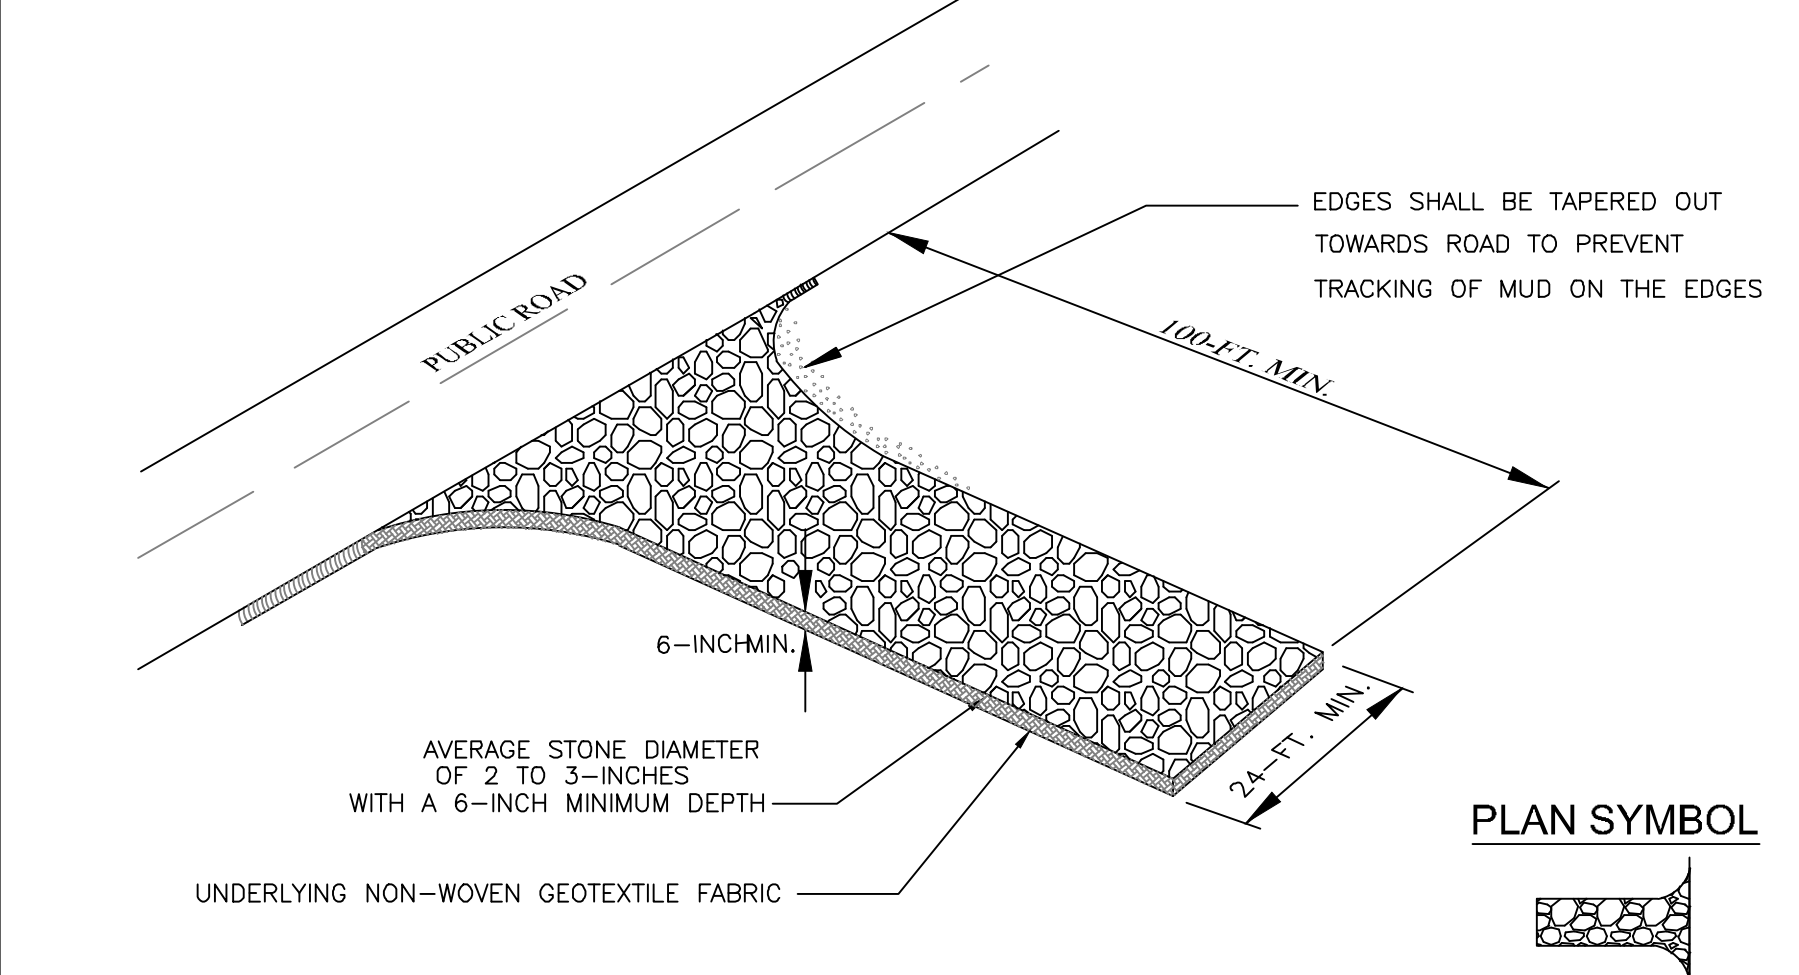 EDGES SHALL BE TAPERED OUT
TOWARDS ROAD TO PREVENT
TRACKING OF MUD ON THE EDGES
PUBLIC ROAD
100-FT. MIN.
6-INCHMIN.
24-FT. MIN.
AVERAGE STONE DIAMETER
OF 2 TO 3-INCHES
WITH A 6-INCH MINIMUM DEPTH
UNDERLYING NON-WOVEN GEOTEXTILE FABRIC
PLAN SYMBOL